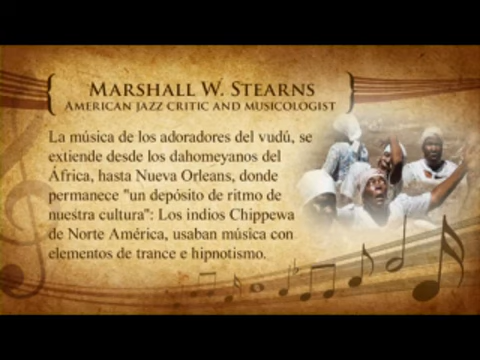 MARSHALL W. STEARNS
AMERICAN JAZZ CRITIC AND MUSICOLOGIST
La música de los adoradores del vudú, se
extiende desde los dahomeyanos del
África, hasta Nueva Orleans, donde
permanece "un depósito de ritmo de
nuestra cultura": Los indios Chippewa
de Norte América, usaban música con
elementos de trance e hipnotismo.